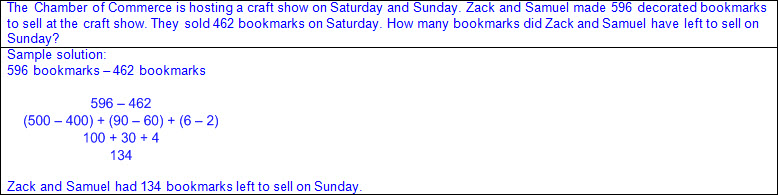 The Chamber of Commerce is hosting a craft show on Saturday and Sunday. Zack and Samuel made 596 decorated bookmarks
to sell at the craft show. They sold 462 bookmarks on Saturday. How many bookmarks did Zack and Samuel have left to sell on
Sunday?
Sample solution:
596 bookmarks – 462 bookmarks
596 – 462
(500 – 400) + (90 – 60) + (6 – 2)
100 + 30 + 4
134
Zack and Samuel had 134 bookmarks left to sell on Sunday.